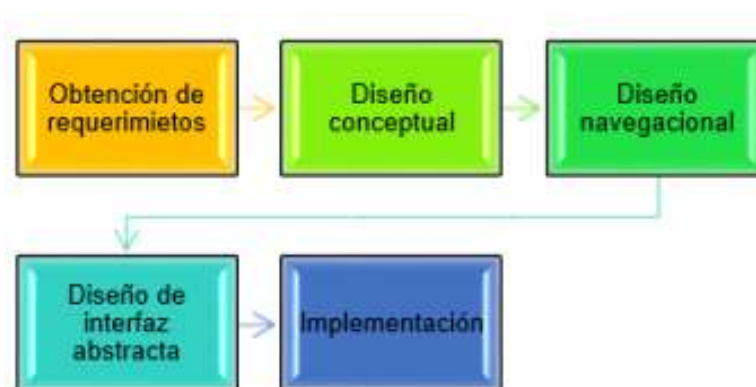 Obtención de
requerimietos
Diseño
conceptual
Diseño
navegacional
Diseño de
interfaz
abstracta
Implementación